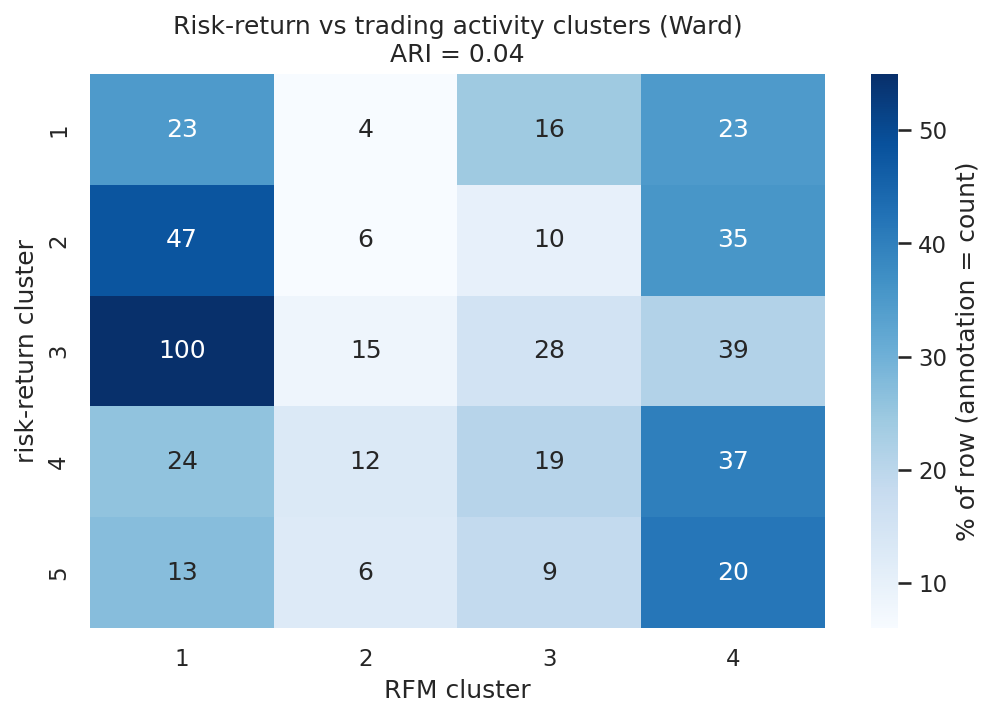 Risk-return vs trading activity clusters (Ward)
ARI = 0.04
risk-return cluster
1 23 4 16 23
2 47 6 10 35
3 100 15 28 39
4 24 12 19 37
5 13 6 9 20
1 2 3 4
RFM cluster
50
40
30
20
10
% of row (annotation = count)